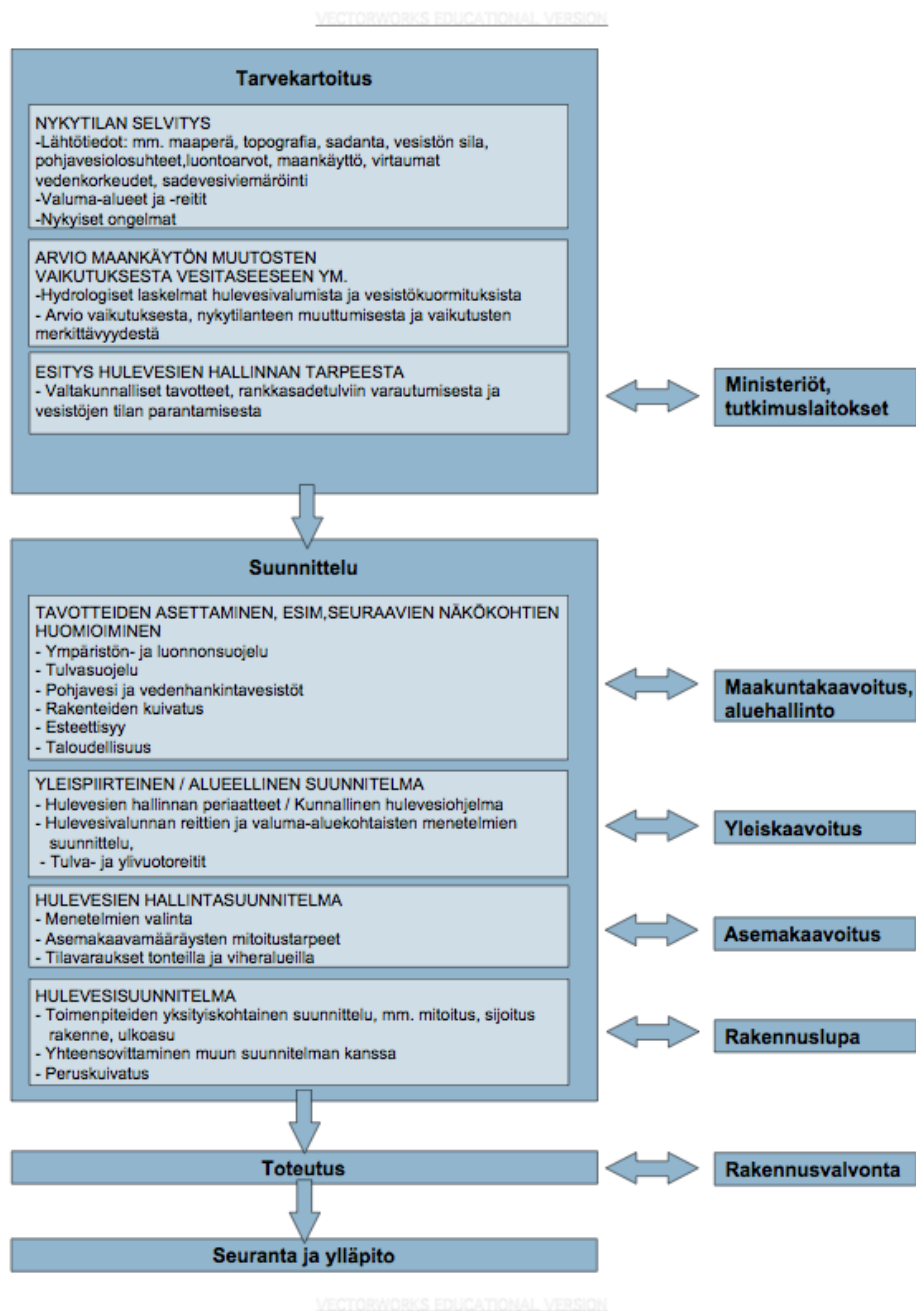 VECTORWORKS EDUCATIONAL VERSION
Tarvekartoitus
NYKYTILAN SELVITYS
-Lähtötiedot: mm. maaperä, topografia, sadanta, vesistön sila,
pohjavesiolosuhteet,luontoarvot, maankäyttö, virtaumat
vedenkorkeudet, sadevesiviemäröinti
-Valuma-alueet ja -reitit
-Nykyiset ongelmat
ARVIO MAANKÄYTÖN MUUTOSTEN
VAIKUTUKSESTA VESITASEESEEN YM.
-Hydrologiset laskelmat hulevesivalumista ja vesistökuormituksista
- Arvio vaikutuksesta, nykytilanteen muuttumisesta ja vaikutusten
merkittävyydestä
ESITYS HULEVESIEN HALLINNAN TARPEESTA
- Valtakunnalliset tavotteet, rankkasadetulviin varautumisesta ja
vesistöjen tilan parantamisesta
Ministeriöt,
tutkimuslaitokset
Suunnittelu
TAVOTTEIDEN ASETTAMINEN, ESIM,SEURAAVIEN NÄKÖKOHTIEN
HUOMIOIMINEN
- Ympäristön- ja luonnonsuojelu
- Tulvasuojelu
- Pohjavesi ja vedenhankintavesistöt
- Rakenteiden kuivatus
- Esteettisyy
- Taloudellisuus
Maakuntakaavoitus,
aluehallinto
YLEISPIIRTEINEN / ALUEELLINEN SUUNNITELMA
- Hulevesien hallinnan periaatteet / Kunnallinen hulevesiohjelma
- Hulevesivalunnan reittien ja valuma-aluekohtaisten menetelmien
suunnittelu,
- Tulva- ja ylivuotoreitit
Yleiskaavoitus
HULEVESIEN HALLINTASUUNNITELMA
- Menetelmien valinta
- Asemakaavamääräysten mitoitustarpeet
- Tilavaraukset tonteilla ja viheralueilla
Asemakaavoitus
HULEVESISUUNNITELMA
- Toimenpiteiden yksityiskohtainen suunnittelu, mm. mitoitus, sijoitus
rakenne, ulkoasu
- Yhteensovittaminen muun suunnitelman kanssa
- Peruskuivatus
Rakennuslupa
Toteutus
Rakennusvalvonta
Seuranta ja ylläpito
VECTORWORKS EDUCATIONAL VERSION